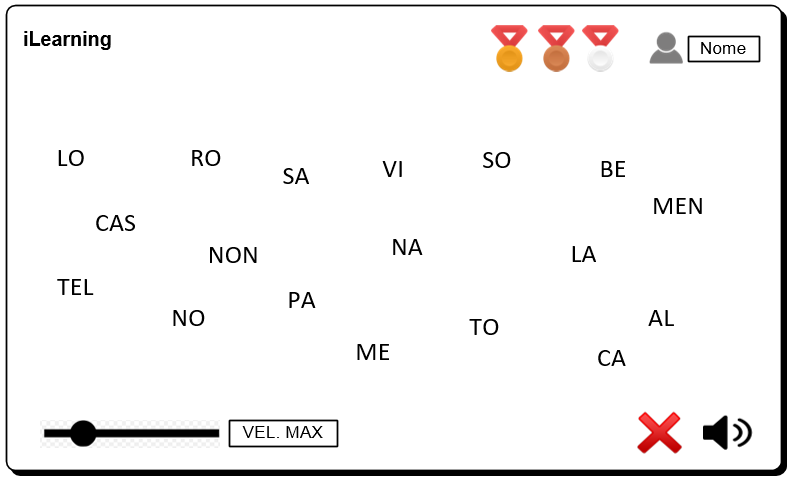 iLearning
Nome
LO
RO
SA
VI
SO
BE
MEN
CAS
NON
NA
LA
TEL
NO
PA
TO
AL
ME
CA
VEL. MAX